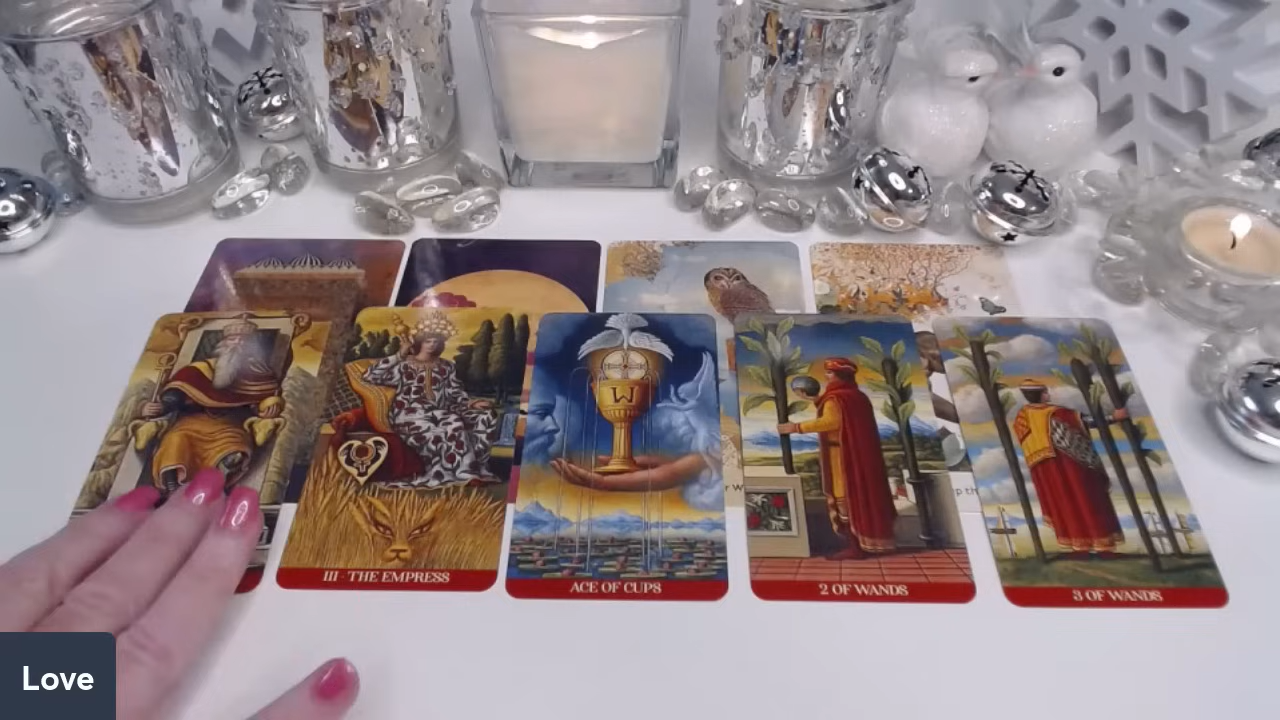 W
III · THE EMPRESS
ACE OF CUPS
2 OF WANDS
3 OF WANDS
Love